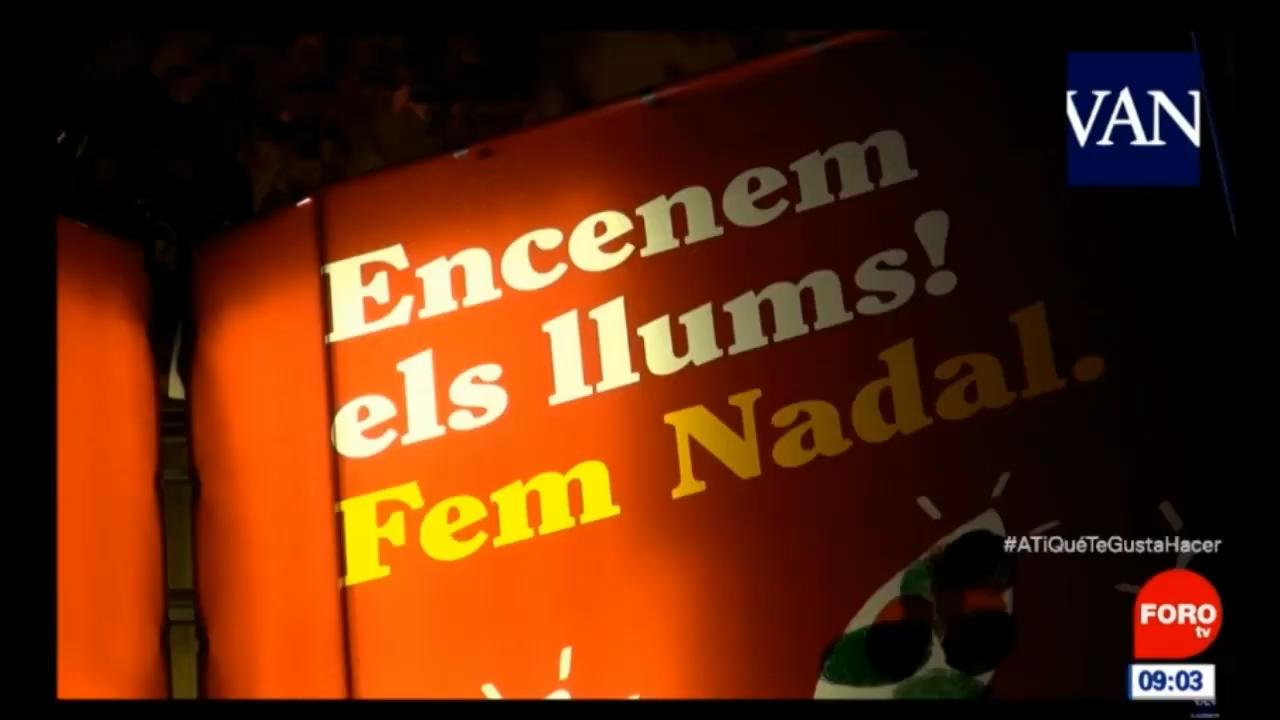 VAN
Encenem
els llums!
Fem Nadal.
#ATiQuéTeGustaHacer
FORO
tv
09:03